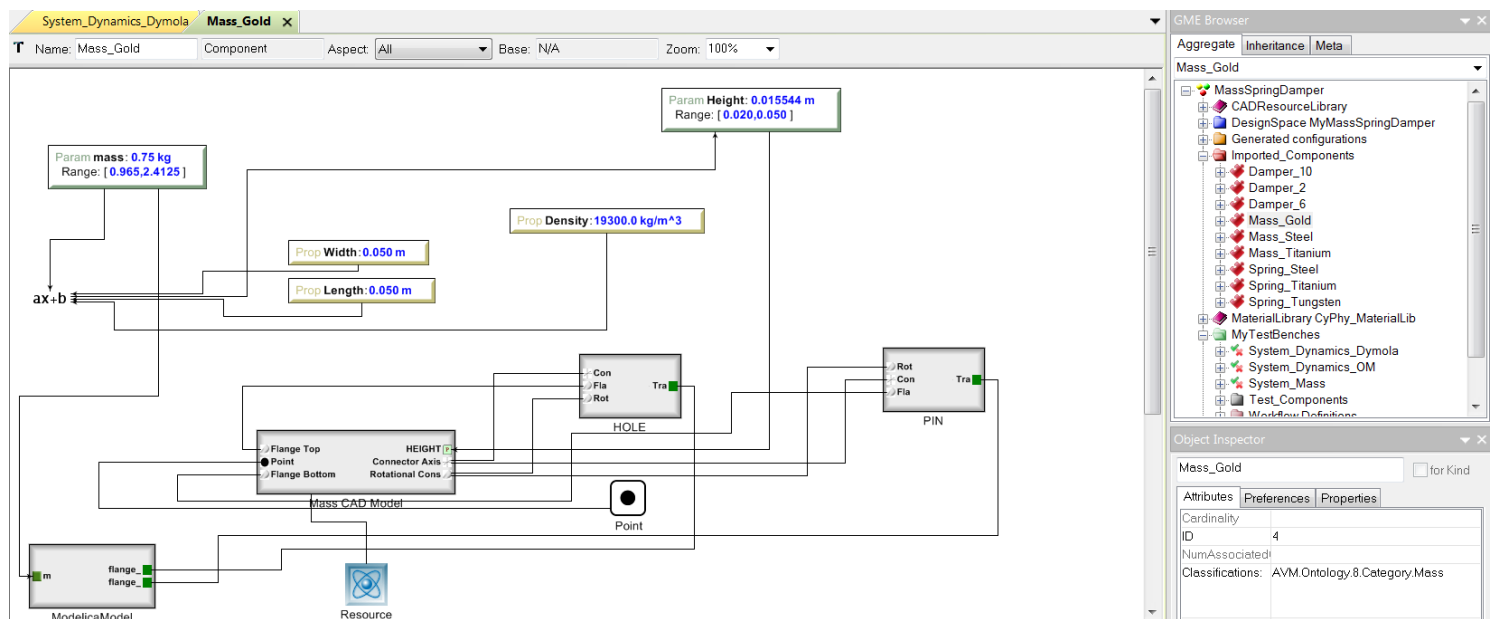 System_Dynamics_Dymola
Mass_Gold
T Name: Mass_Gold Component Aspect: All Base: N/A Zoom: 100%
Param Height: 0.015544 m
Range: [ 0.020,0.050 ]
Param mass: 0.75 kg
Range: [ 0.965,2.4125 ]
Prop Density: 19300.0 kg/m^3
Prop Width: 0.050 m
Prop Length: 0.050 m
ax+b
Con
Fla
Rot
Tra
HOLE
Rot
Con
Fla
Tra
PIN
Flange Top
Point
Flange Bottom
HEIGHT
P
Connector Axis
Rotational Cons
Mass CAD Model
Point
m
flange_
flange_
ModelicaModel
Resource
GME Browser
Aggregate Inheritance Meta
Mass_Gold
MassSpringDamper
CADResourceLibrary
DesignSpace MyMassSpringDamper
Generated configurations
Imported_Components
Damper_10
Damper_2
Damper_6
Mass_Gold
Mass_Steel
Mass_Titanium
Spring_Steel
Spring_Titanium
Spring_Tungsten
MaterialLibrary CyPhy_MaterialLib
MyTestBenches
System_Dynamics_Dymola
System_Dynamics_OM
System_Mass
Test_Components
Workflow Definitions
Object Inspector
Mass_Gold
for Kind
Attributes Preferences Properties
Cardinality
ID 4
NumAssociated
Classifications: AVM.Ontology.8.Category.Mass